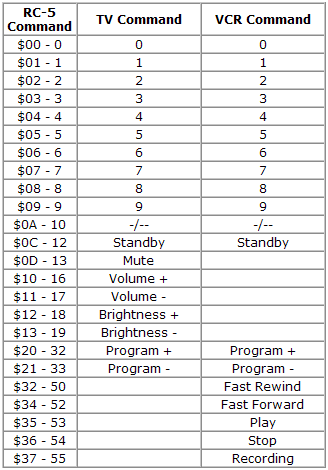 RC-5 Command TV Command VCR Command
$00 - 0 0 0
$01 - 1 1 1
$02 - 2 2 2
$03 - 3 3 3
$04 - 4 4 4
$05 - 5 5 5
$06 - 6 6 6
$07 - 7 7 7
$08 - 8 8 8
$09 - 9 9 9
$0A - 10 -/-- -/--
$0C - 12 Standby Standby
$0D - 13 Mute
$10 - 16 Volume +
$11 - 17 Volume -
$12 - 18 Brightness +
$13 - 19 Brightness -
$20 - 32 Program + Program +
$21 - 33 Program - Program -
$32 - 50 Fast Rewind
$34 - 52 Fast Forward
$35 - 53 Play
$36 - 54 Stop
$37 - 55 Recording